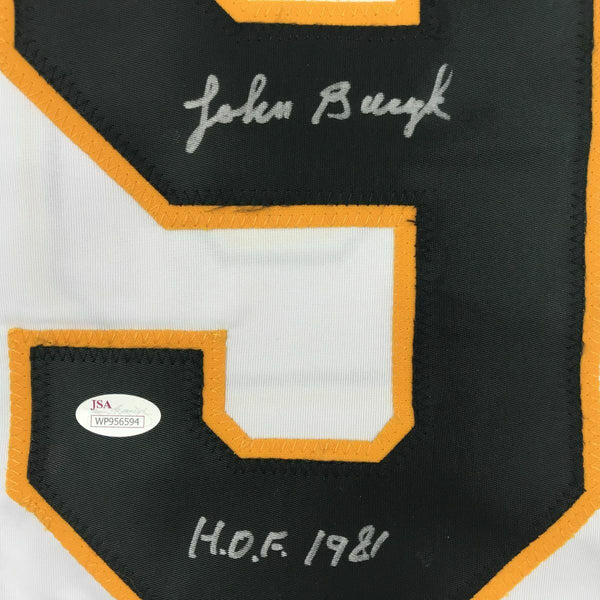 John Bucyk
JSA
WP956594
H.O.F. 1981